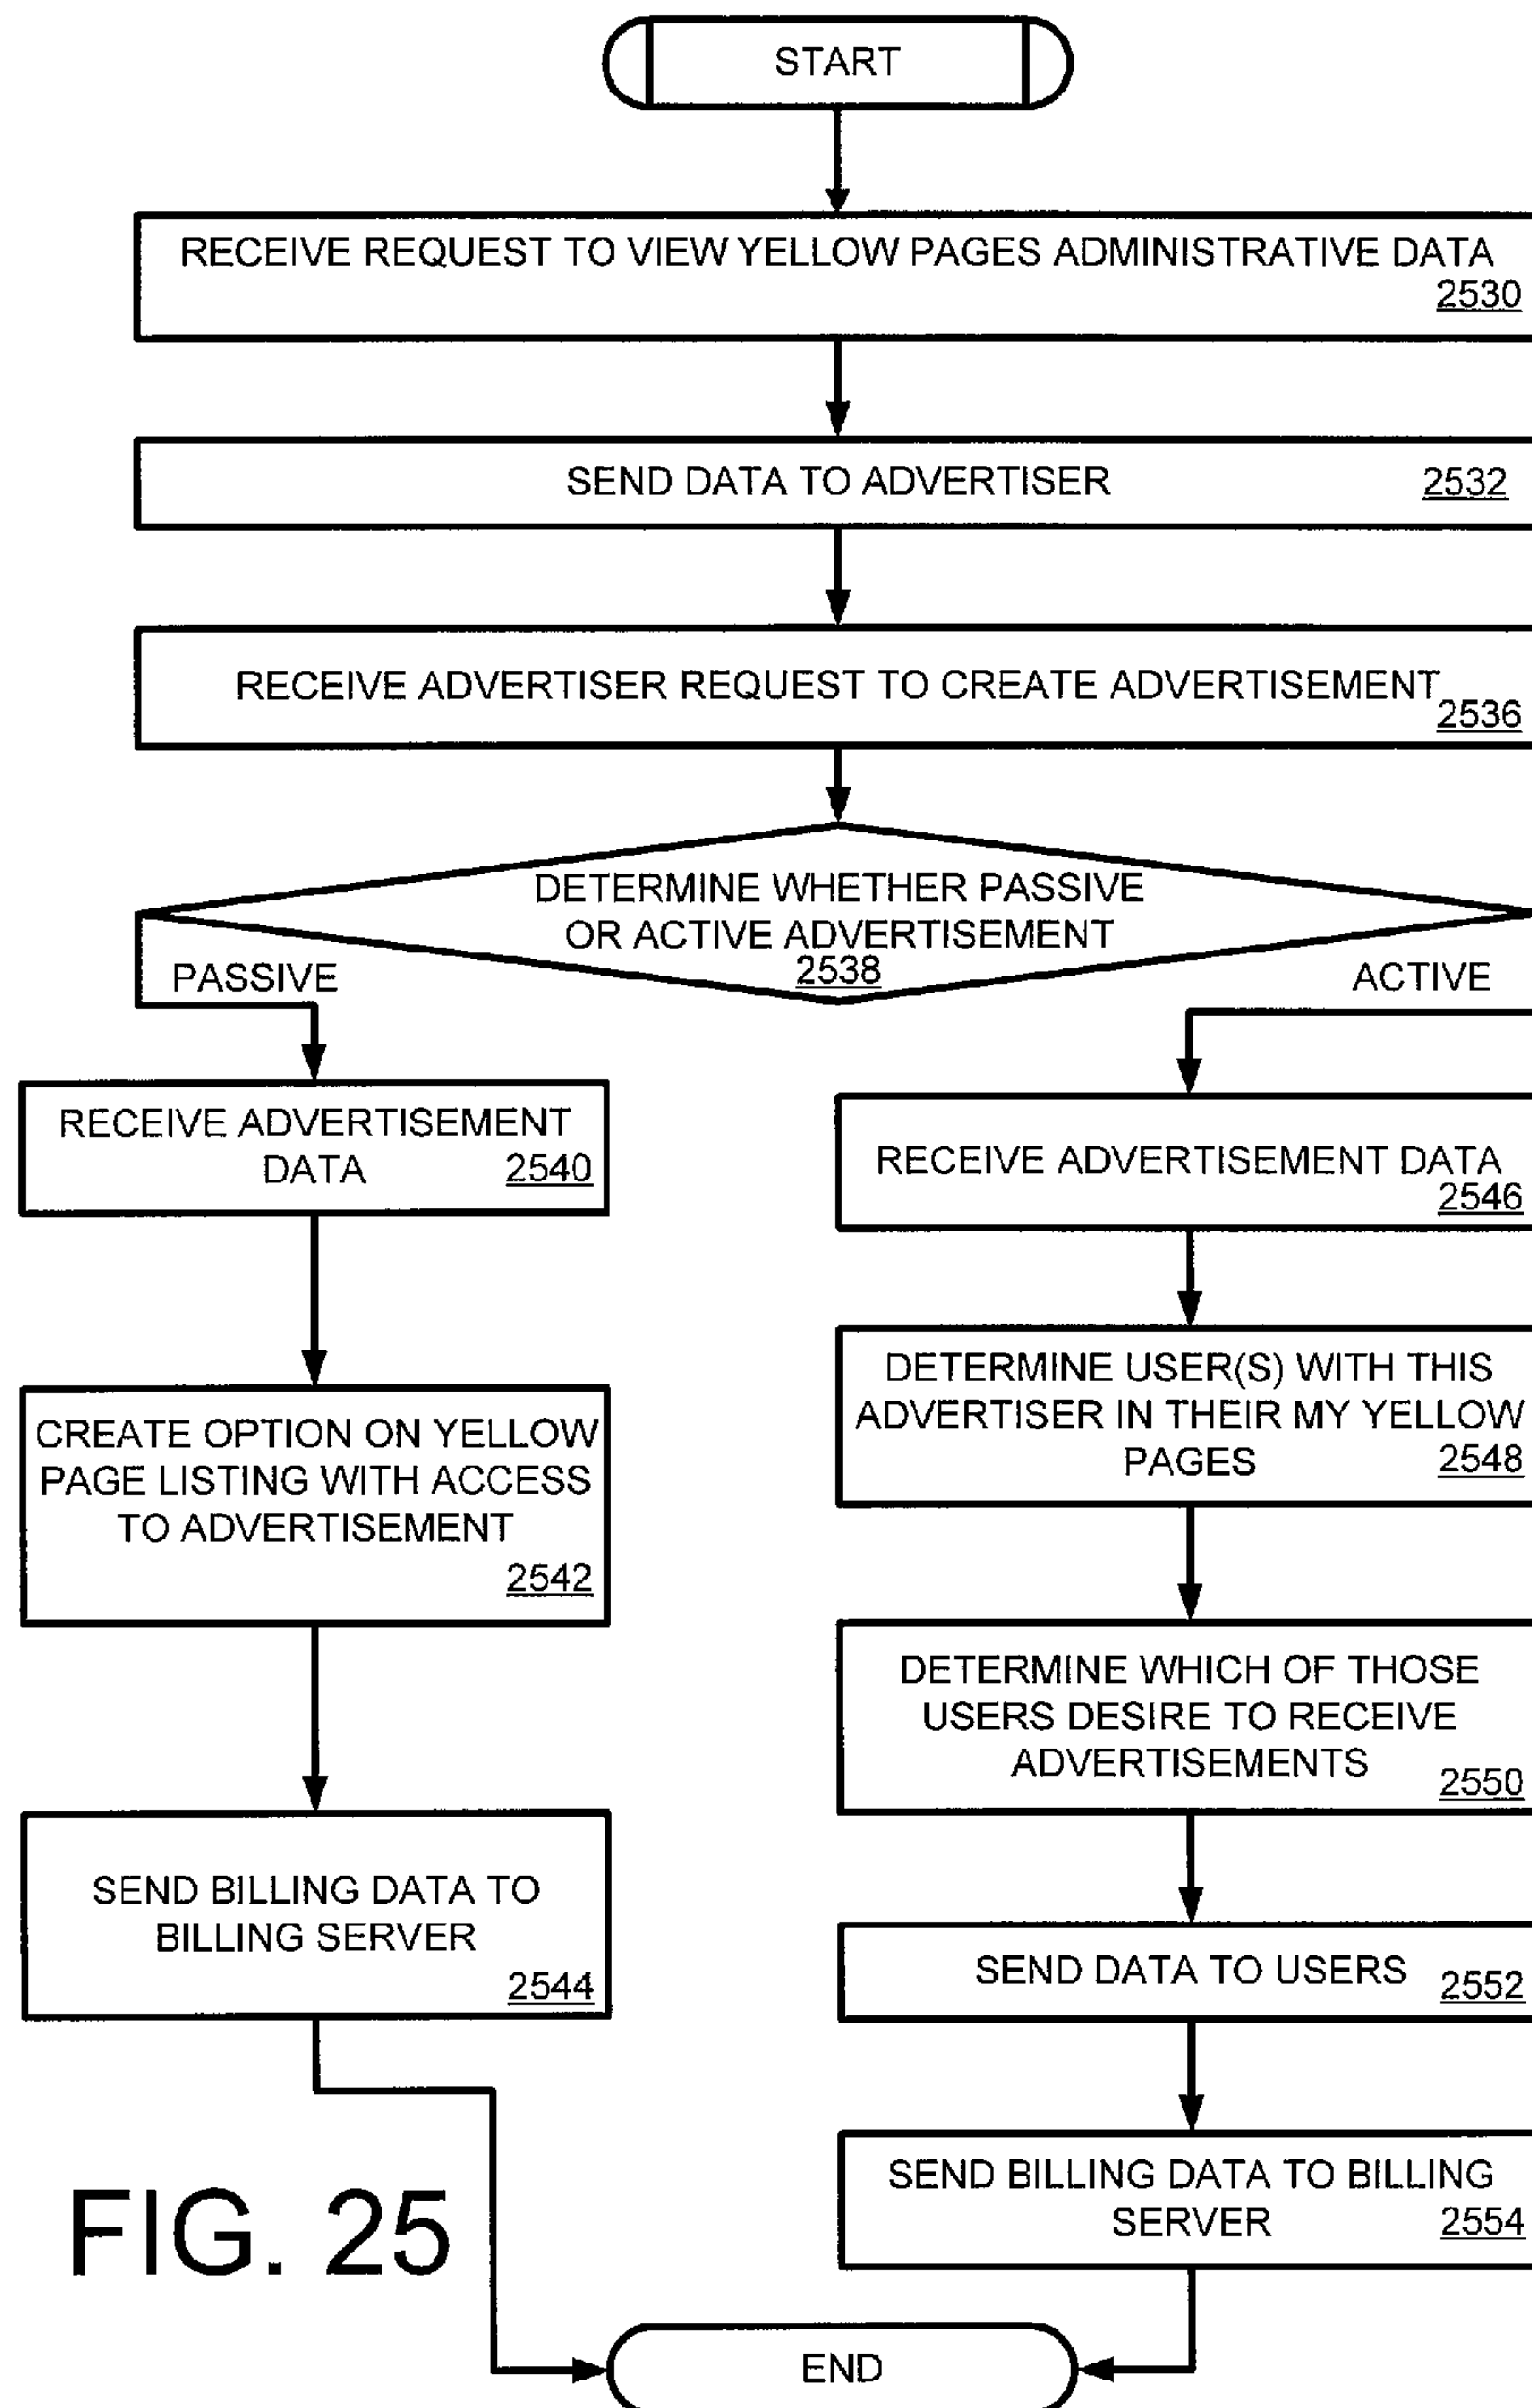 START
RECEIVE REQUEST TO VIEW YELLOW PAGES ADMINISTRATIVE DATA
2530
SEND DATA TO ADVERTISER 2532
RECEIVE ADVERTISER REQUEST TO CREATE ADVERTISEMENT
2536
DETERMINE WHETHER PASSIVE
OR ACTIVE ADVERTISEMENT
2538
PASSIVE
RECEIVE ADVERTISEMENT
DATA 2540
CREATE OPTION ON YELLOW
PAGE LISTING WITH ACCESS
TO ADVERTISEMENT
2542
SEND BILLING DATA TO
BILLING SERVER
2544
ACTIVE
RECEIVE ADVERTISEMENT DATA
2546
DETERMINE USER(S) WITH THIS
ADVERTISER IN THEIR MY YELLOW
PAGES 2548
DETERMINE WHICH OF THOSE
USERS DESIRE TO RECEIVE
ADVERTISEMENTS
2550
SEND DATA TO USERS 2552
SEND BILLING DATA TO BILLING
SERVER 2554
END
FIG. 25